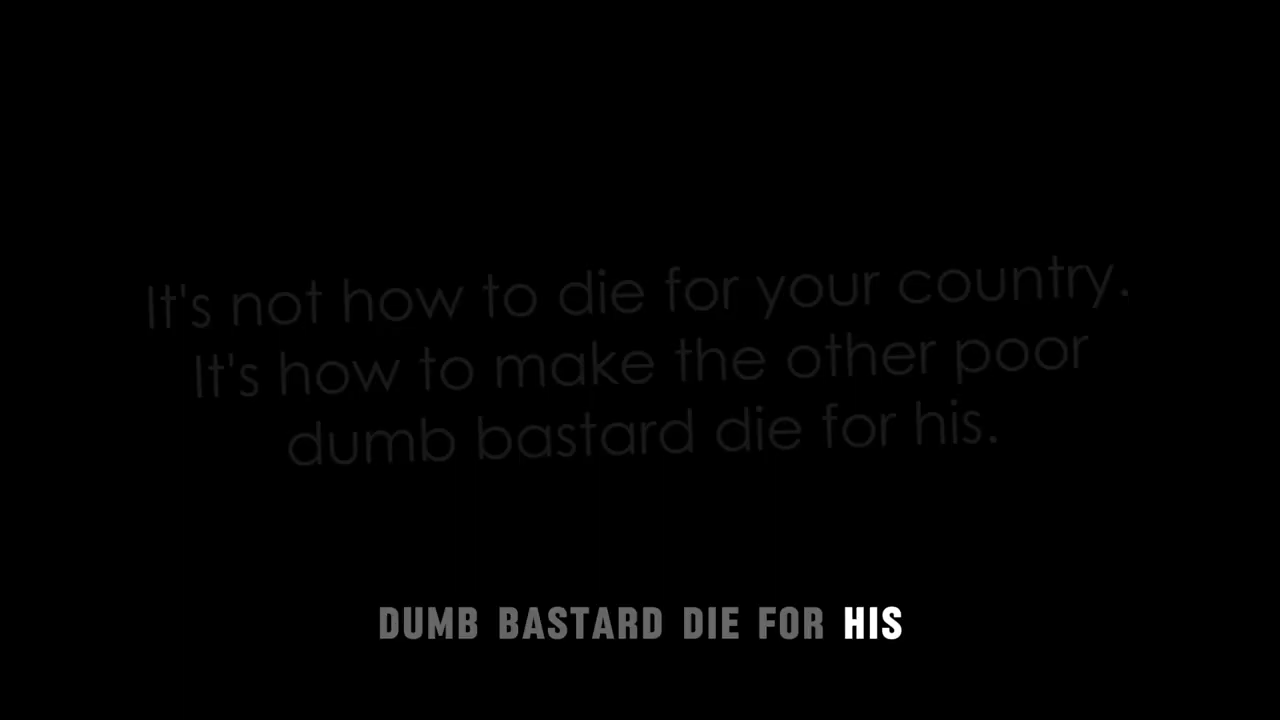 It's not how to die for your country.
It's how to make the other poor
dumb bastard die for his.
DUMB BASTARD DIE FOR HIS